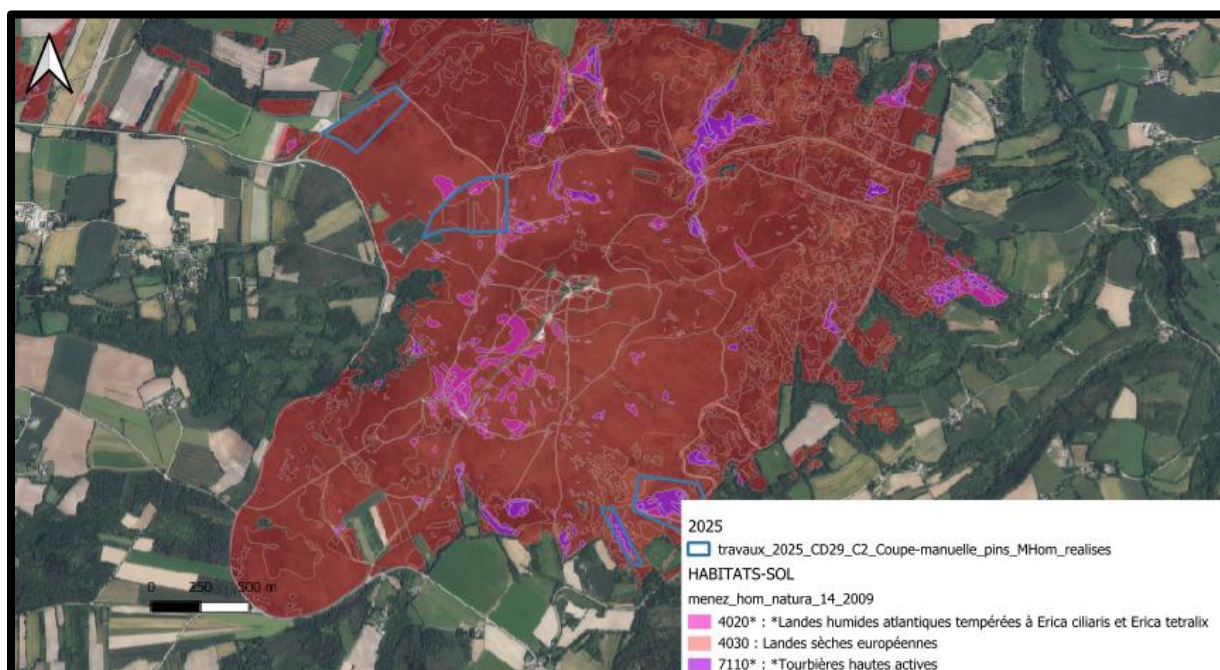 0 250 500 m
2025
travaux_2025_CD29_C2_Coupe-manuelle_pins_MHom_realises
HABITATS-SOL
menez_hom_natura_14_2009
4020* : *Landes humides atlantiques tempérées à Erica ciliaris et Erica tetralix
4030 : Landes sèches européennes
7110* : *Tourbières hautes actives